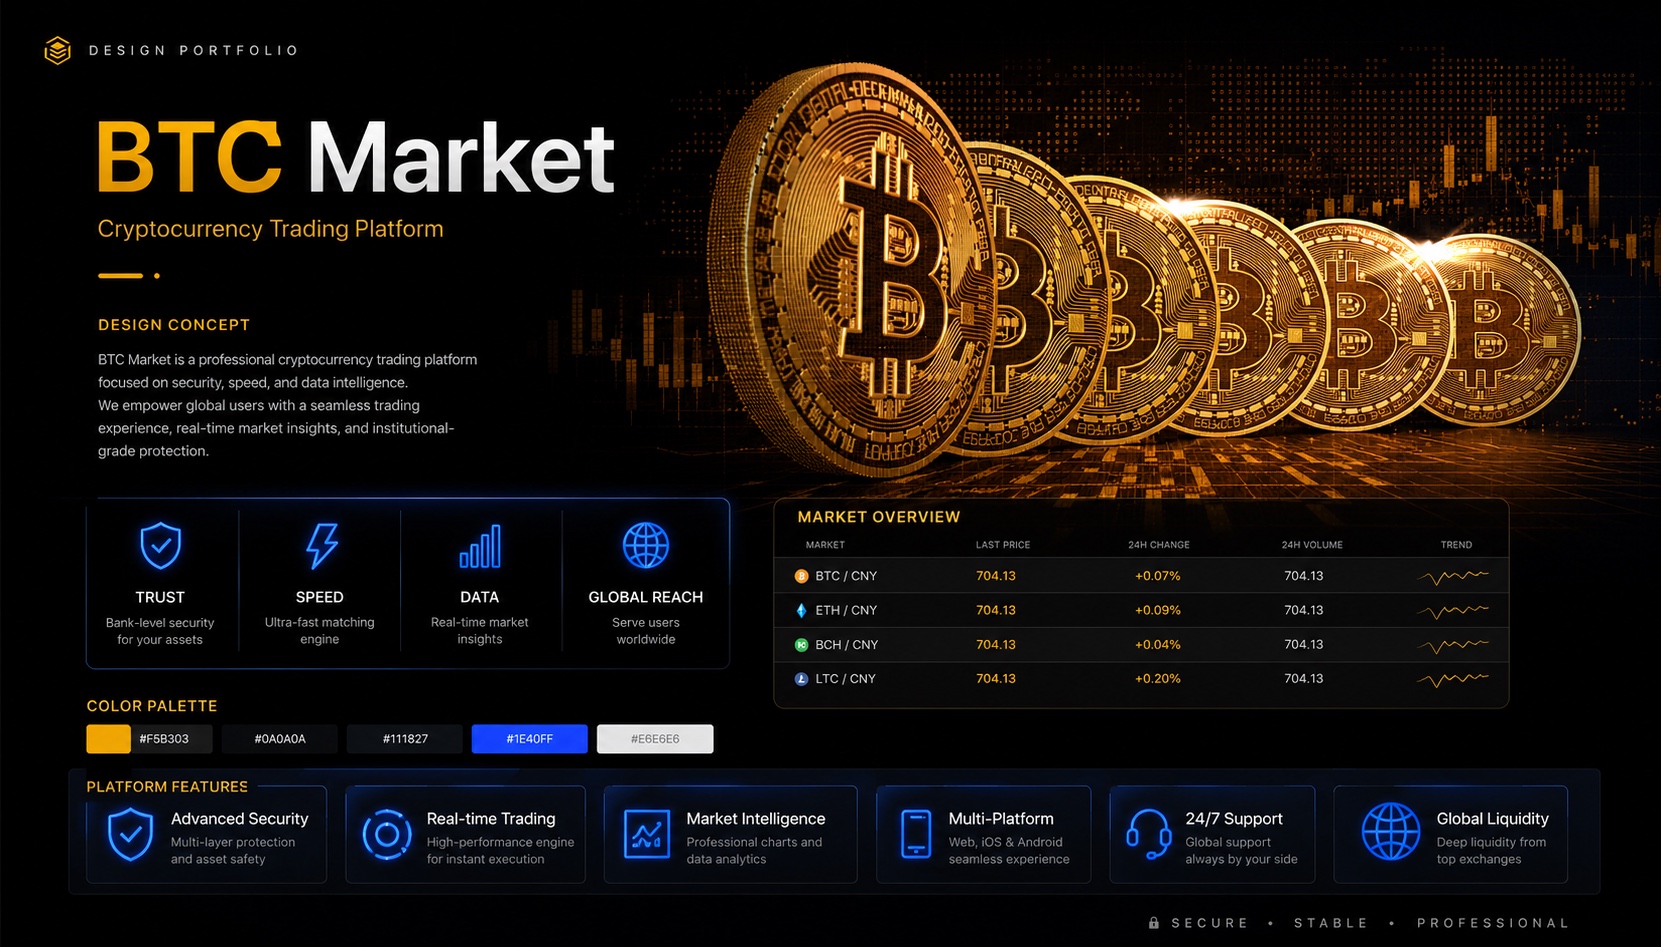 DESIGN PORTFOLIO
BTC Market
Cryptocurrency Trading Platform
DESIGN CONCEPT
BTC Market is a professional cryptocurrency trading platform
focused on security, speed, and data intelligence.
We empower global users with a seamless trading
experience, real-time market insights, and institutional-
grade protection.
TRUST
Bank-level security
for your assets
SPEED
Ultra-fast matching
engine
DATA
Real-time market
insights
GLOBAL REACH
Serve users
worldwide
MARKET OVERVIEW
MARKET LAST PRICE 24H CHANGE 24H VOLUME TREND
BTC / CNY 704.13 +0.07% 704.13
ETH / CNY 704.13 +0.09% 704.13
BCH / CNY 704.13 +0.04% 704.13
LTC / CNY 704.13 +0.20% 704.13
COLOR PALETTE
#F5B303 #0A0A0A #111827 #1E40FF #E6E6E6
PLATFORM FEATURES
Advanced Security
Multi-layer protection
and asset safety
Real-time Trading
High-performance engine
for instant execution
Market Intelligence
Professional charts and
data analytics
Multi-Platform
Web, iOS & Android
seamless experience
24/7 Support
Global support
always by your side
Global Liquidity
Deep liquidity from
top exchanges
SECURE • STABLE • PROFESSIONAL